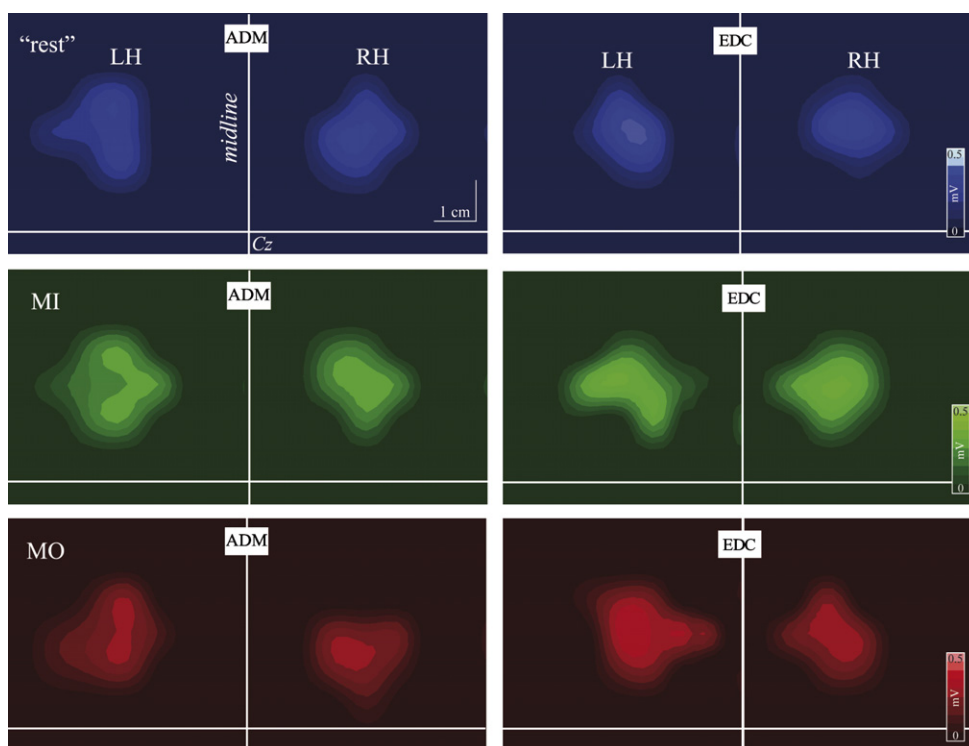 “rest”
LH
ADM
RH
midline
1 cm
Cz
LH
EDC
RH
0.5
mV
0
MI
ADM
EDC
0.5
mV
0
MO
ADM
EDC
0.5
mV
0